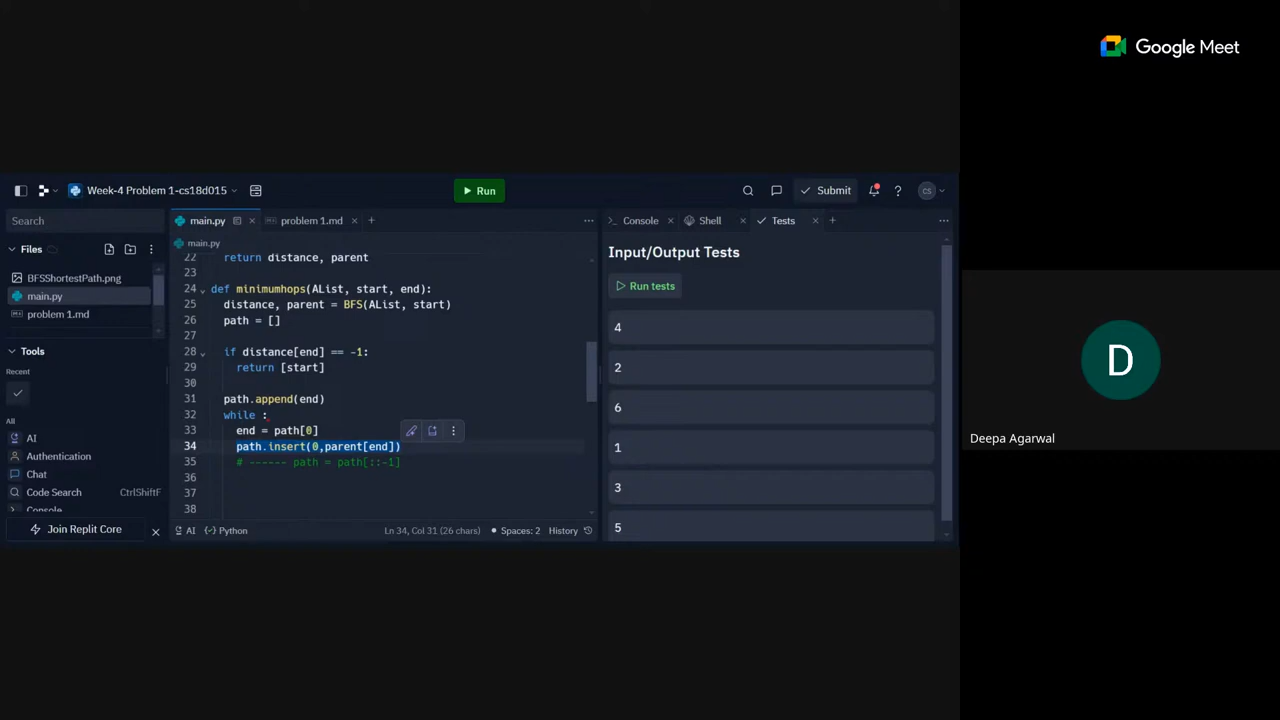 Google Meet
Week-4 Problem 1-cs18d015
Run
Submit
CS
Search
main.py
problem 1.md
Console
Shell
Tests
Files
main.py
BFSShortestPath.png
main.py
problem 1.md
Tools
Recent
All
AI
Authentication
Chat
Code Search
CtrlShiftF
Console
Join Replit Core
22 return distance, parent
23
24 def minimumhops(AList, start, end):
25 distance, parent = BFS(AList, start)
26 path = []
27
28 if distance[end] == -1:
29 return [start]
30
31 path.append(end)
32 while :
33 end = path[0]
34 path.insert(0,parent[end])
35 # ------ path = path[::-1]
36
37
38
AI
Python
Ln 34, Col 31 (26 chars)
Spaces: 2
History
Input/Output Tests
Run tests
4
2
6
1
3
5
D
Deepa Agarwal